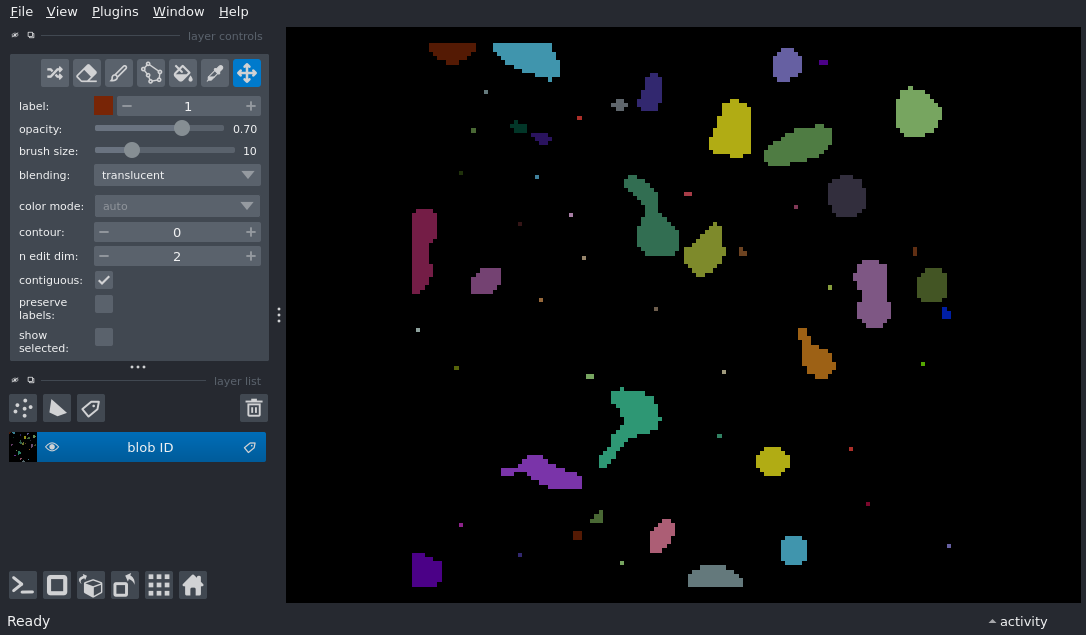 File View Plugins Window Help
layer controls
label: 1
opacity: 0.70
brush size: 10
blending: translucent
color mode: auto
contour: 0
n edit dim: 2
contiguous:
preserve
labels:
show
selected:
layer list
blob ID
Ready
activity